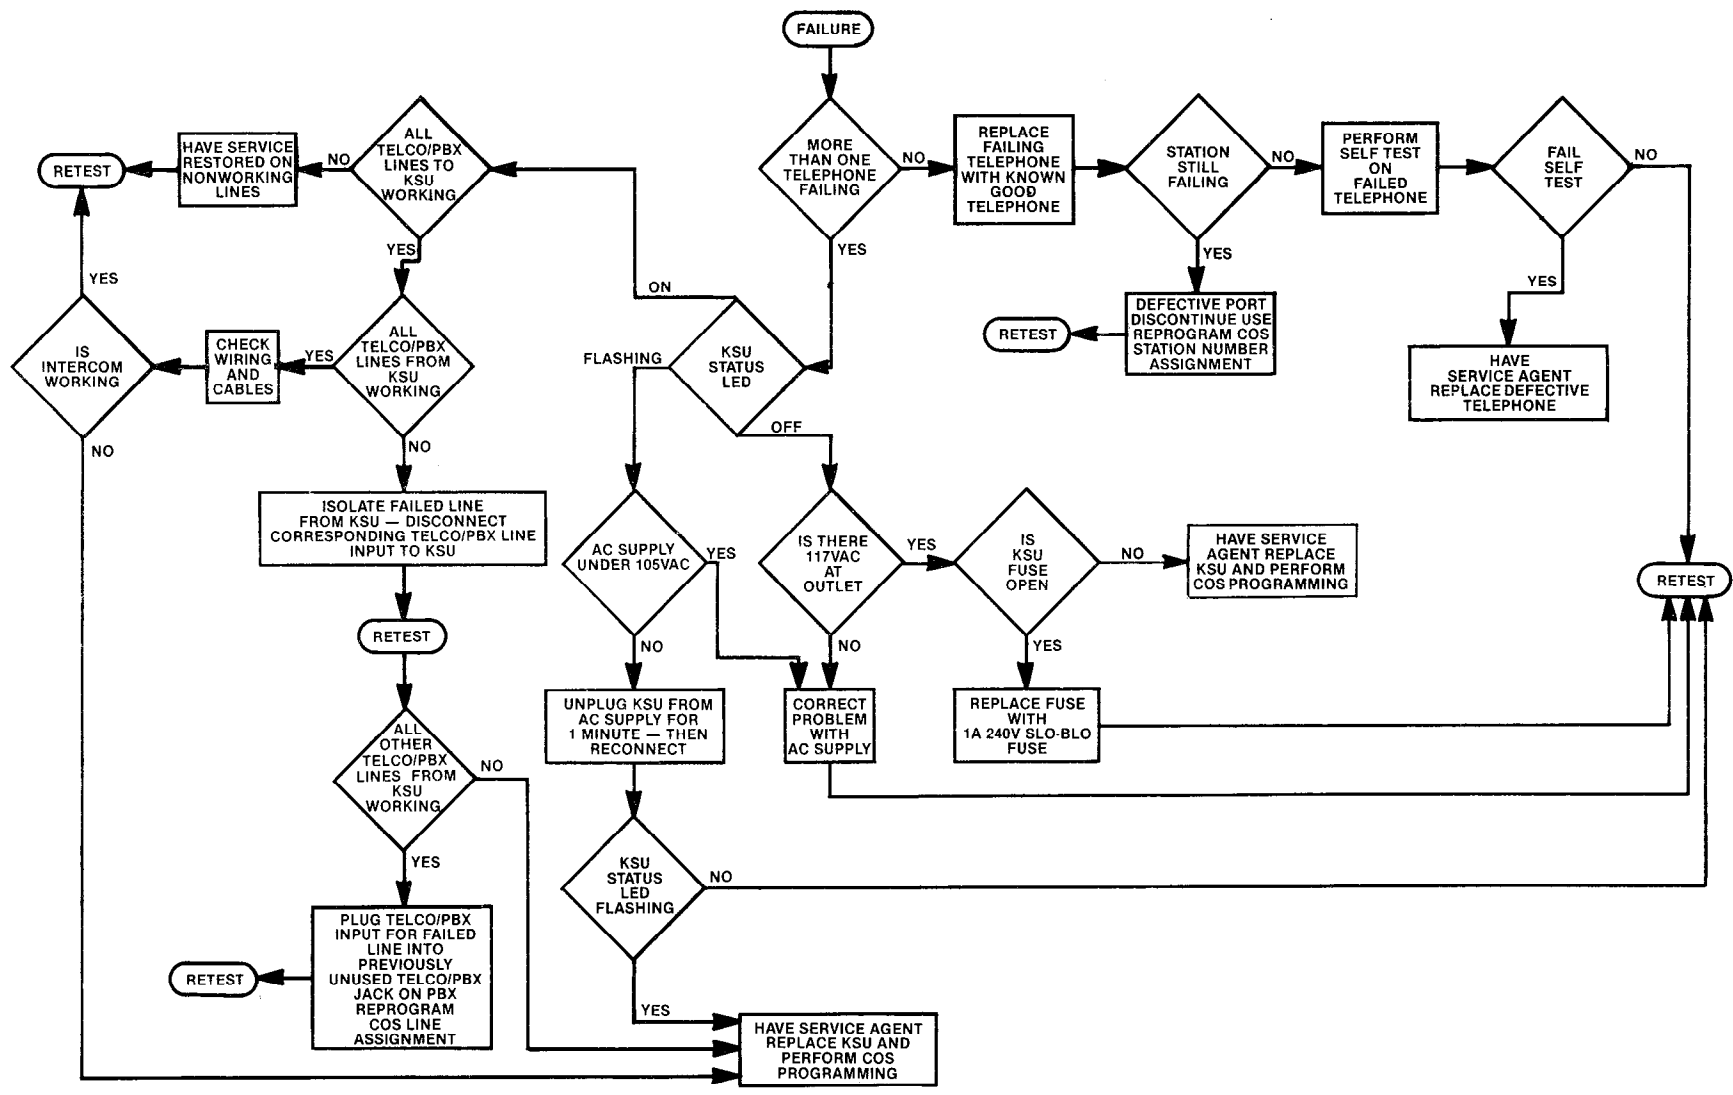 FAILURE
MORE
THAN ONE
TELEPHONE
FAILING
NO
REPLACE
FAILING
TELEPHONE
WITH KNOWN
GOOD
TELEPHONE
STATION
STILL
FAILING
NO
PERFORM
SELF TEST
ON
FAILED
TELEPHONE
FAIL
SELF
TEST
NO
YES
DEFECTIVE PORT
DISCONTINUE USE
REPROGRAM COS
STATION NUMBER
ASSIGNMENT
RETEST
YES
HAVE
SERVICE AGENT
REPLACE DEFECTIVE
TELEPHONE
YES
KSU
STATUS
LED
ON
FLASHING
OFF
ALL
TELCO/PBX
LINES TO
KSU
WORKING
NO
HAVE SERVICE
RESTORED ON
NONWORKING
LINES
RETEST
YES
ALL
TELCO/PBX
LINES FROM
KSU
WORKING
YES
CHECK
WIRING
AND
CABLES
IS
INTERCOM
WORKING
YES
NO
NO
ISOLATE FAILED LINE
FROM KSU — DISCONNECT
CORRESPONDING TELCO/PBX LINE
INPUT TO KSU
RETEST
ALL
OTHER
TELCO/PBX
LINES FROM
KSU
WORKING
NO
YES
PLUG TELCO/PBX
INPUT FOR FAILED
LINE INTO
PREVIOUSLY
UNUSED TELCO/PBX
JACK ON PBX
REPROGRAM
COS LINE
ASSIGNMENT
RETEST
AC SUPPLY
UNDER 105VAC
YES
NO
UNPLUG KSU FROM
AC SUPPLY FOR
1 MINUTE — THEN
RECONNECT
KSU
STATUS
LED
FLASHING
NO
YES
HAVE SERVICE AGENT
REPLACE KSU AND
PERFORM COS
PROGRAMMING
IS THERE
117VAC
AT
OUTLET
YES
NO
CORRECT
PROBLEM
WITH
AC SUPPLY
IS
KSU
FUSE
OPEN
NO
HAVE SERVICE
AGENT REPLACE
KSU AND PERFORM
COS PROGRAMMING
YES
REPLACE FUSE
WITH
1A 240V SLO-BLO
FUSE
RETEST